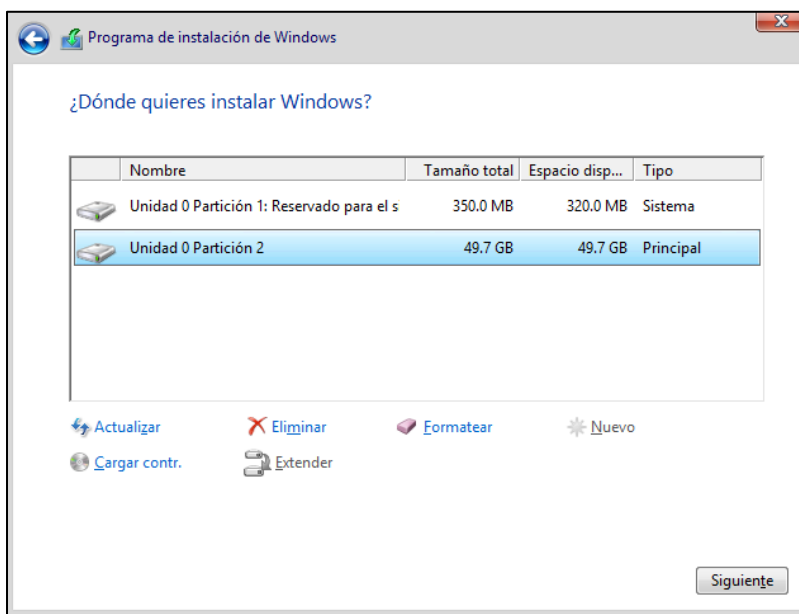 Programa de instalación de Windows
¿Dónde quieres instalar Windows?
Nombre Tamaño total Espacio disp... Tipo
Unidad 0 Partición 1: Reservado para el s 350.0 MB 320.0 MB Sistema
Unidad 0 Partición 2 49.7 GB 49.7 GB Principal
Actualizar Eliminar Formatear Nuevo
Cargar contr. Extender
Siguiente